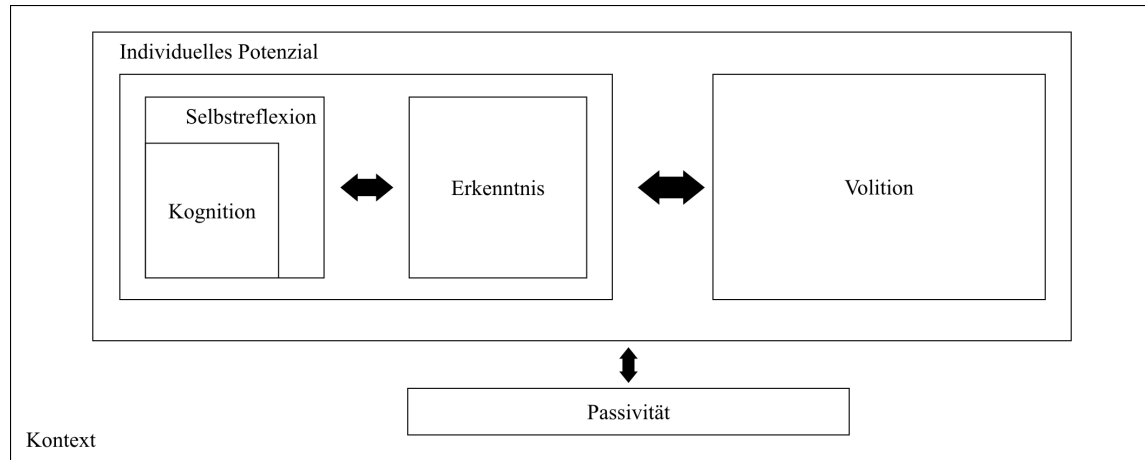 Individuelles Potenzial
Selbstreflexion
Kognition
Erkenntnis
Volition
Passivität
Kontext